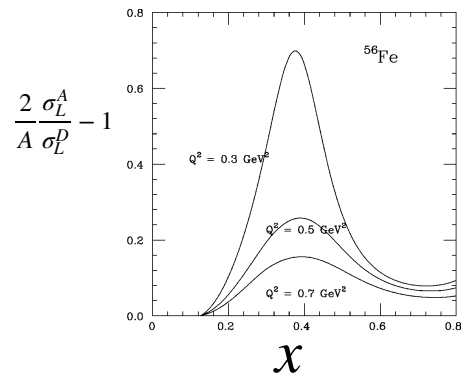 0.8
⁵⁶Fe
0.6
2/A σ_L^A/σ_L^D − 1
0.4
Q² = 0.3 GeV²
0.2
Q² = 0.5 GeV²
Q² = 0.7 GeV²
0.0
0 0.2 0.4 0.6 0.8
x